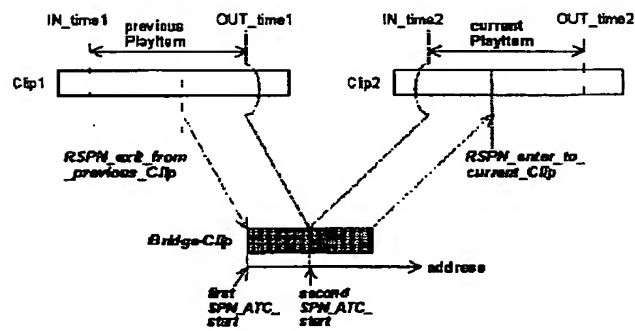 IN_time1
previous
PlayItem
OUT_time1
IN_time2
current
PlayItem
OUT_time2
Clip1
Clip2
RSPN_exit_from
_previous_Clip
RSPN_enter_to_
current_Clip
Bridge-Clip
address
first
SPN_ATC_
start
second
SPN_ATC_
start